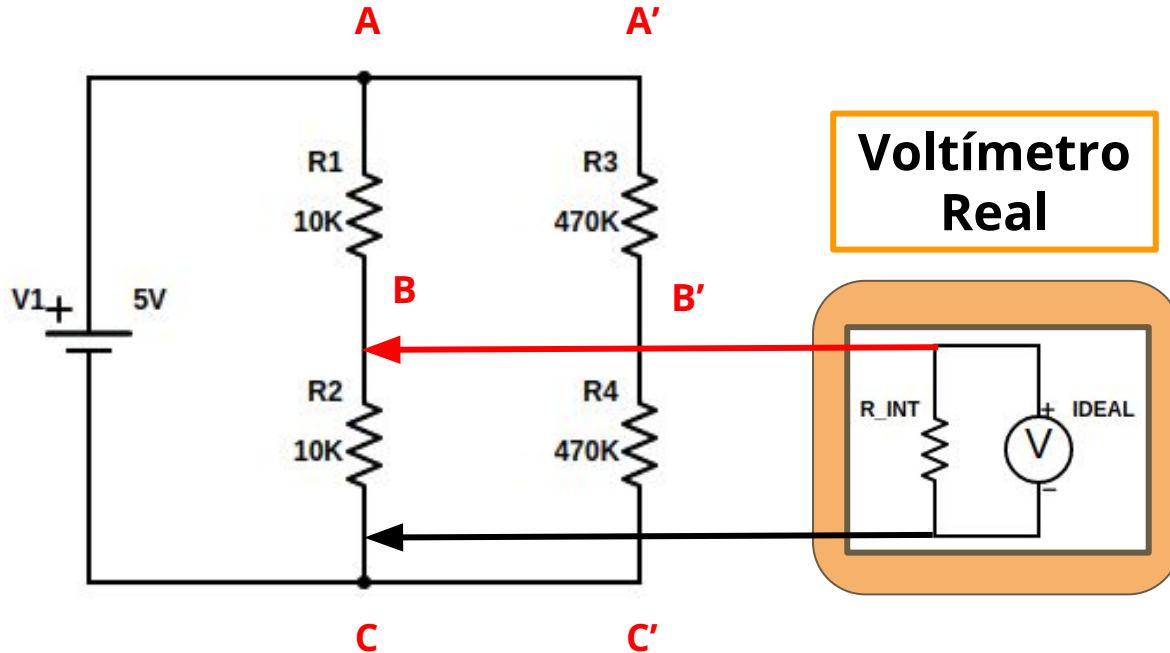 A
A’
R1
10K
R3
470K
Voltímetro
Real
V1
+
5V
B
B’
R2
10K
R4
470K
R_INT
+
IDEAL
V
−
C
C’